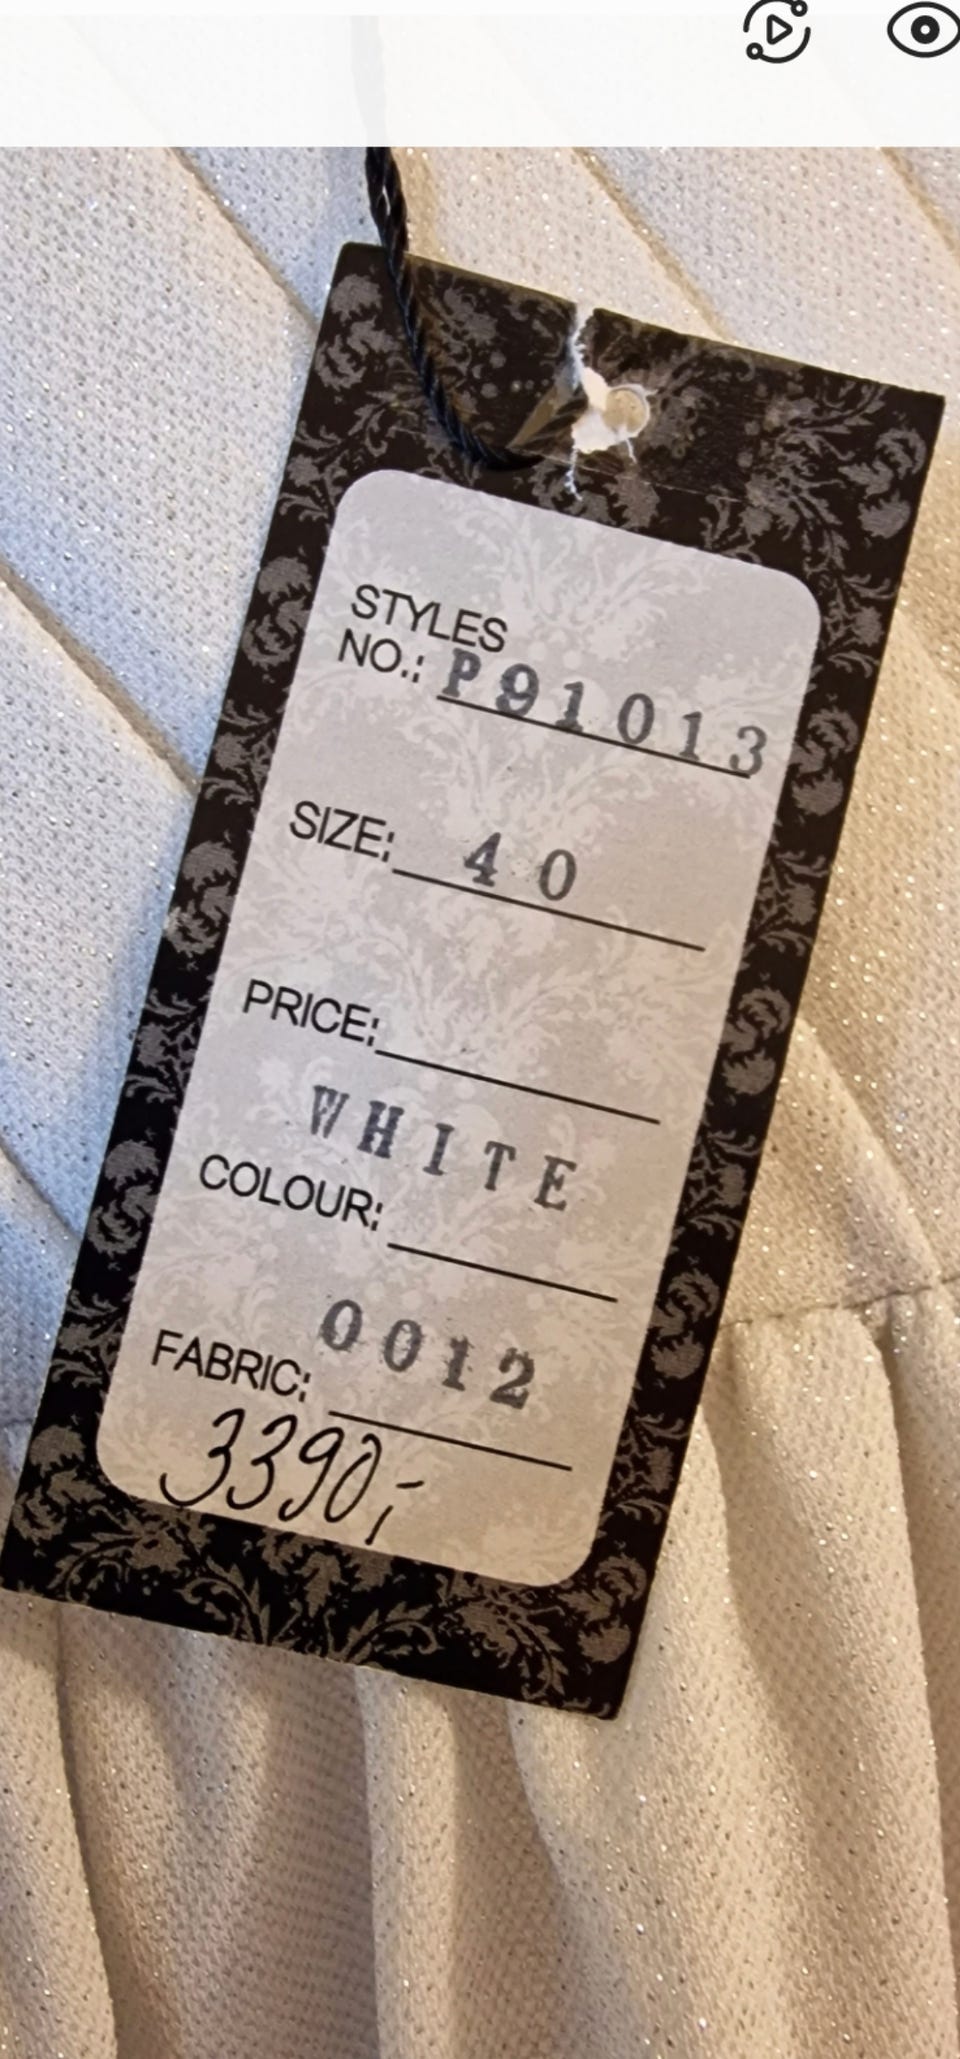 STYLES
NO.: P91013
SIZE: 40
PRICE:
WHITE
COLOUR:
0012
FABRIC:
3390,-